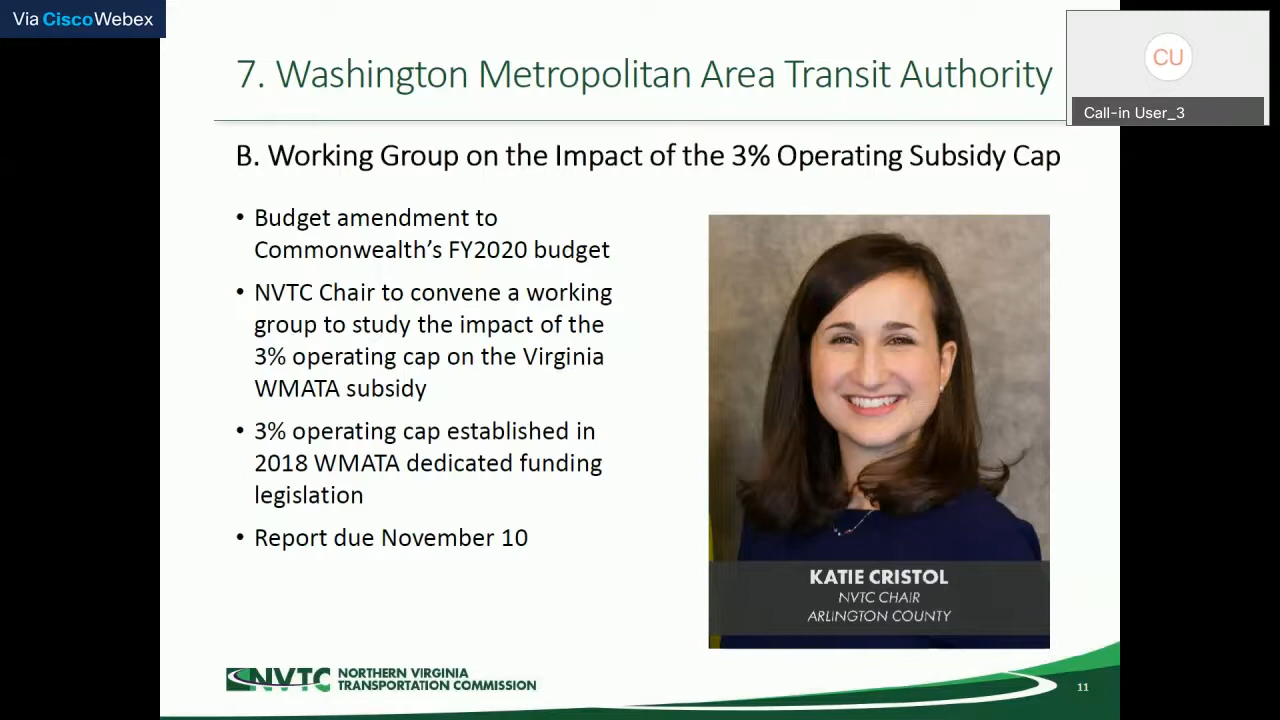 Via CiscoWebex
7. Washington Metropolitan Area Transit Authority
CU
Call-in User_3
B. Working Group on the Impact of the 3% Operating Subsidy Cap
• Budget amendment to
Commonwealth’s FY2020 budget
• NVTC Chair to convene a working
group to study the impact of the
3% operating cap on the Virginia
WMATA subsidy
• 3% operating cap established in
2018 WMATA dedicated funding
legislation
• Report due November 10
KATIE CRISTOL
NVTC CHAIR
ARLINGTON COUNTY
NVTC
NORTHERN VIRGINIA
TRANSPORTATION COMMISSION
11